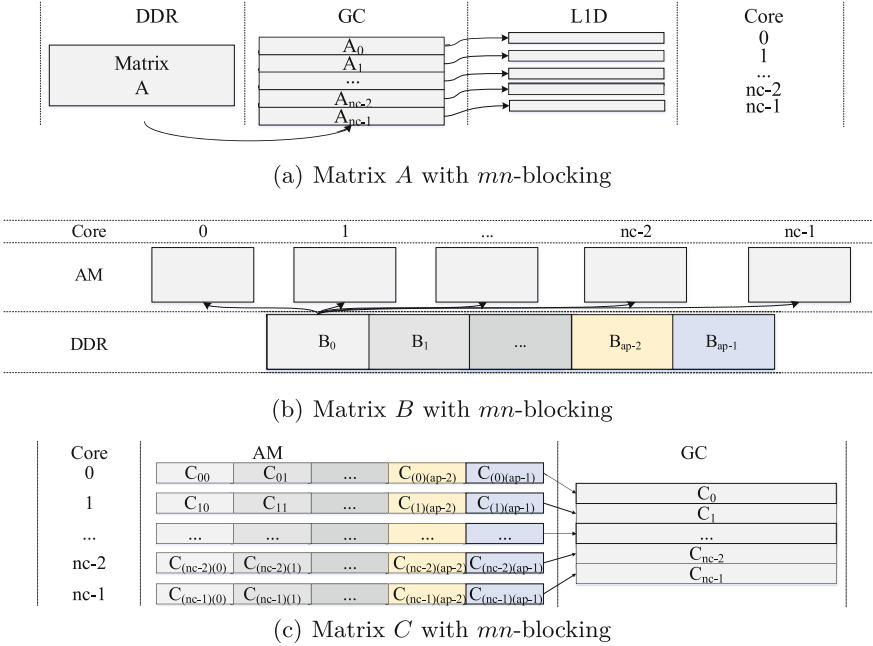 DDR GC L1D Core
Matrix
A
A0
A1
...
Anc-2
Anc-1
0
1
...
nc-2
nc-1
(a) Matrix A with mn-blocking
Core 0 1 ... nc-2 nc-1
AM
DDR B0 B1 ... Bap-2 Bap-1
(b) Matrix B with mn-blocking
Core AM GC
0 C00 C01 ... C(0)(ap-2) C(0)(ap-1)
1 C10 C11 ... C(1)(ap-2) C(1)(ap-1)
... ... ... ... ... ...
nc-2 C(nc-2)(0) C(nc-2)(1) ... C(nc-2)(ap-2) C(nc-2)(ap-1)
nc-1 C(nc-1)(0) C(nc-1)(1) ... C(nc-1)(ap-2) C(nc-1)(ap-1)
C0
C1
...
Cnc-2
Cnc-1
(c) Matrix C with mn-blocking